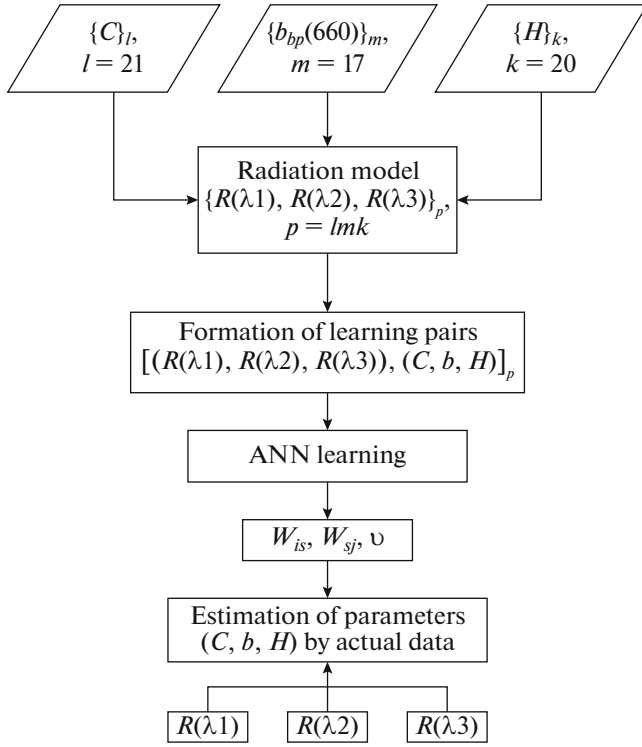 {C}l,
l = 21
{bbp(660)}m,
m = 17
{H}k,
k = 20
Radiation model
{R(λ1), R(λ2), R(λ3)}p,
p = lmk
Formation of learning pairs
[(R(λ1), R(λ2), R(λ3)), (C, b, H)]p
ANN learning
Wis, Wsj, υ
Estimation of parameters
(C, b, H) by actual data
R(λ1)
R(λ2)
R(λ3)